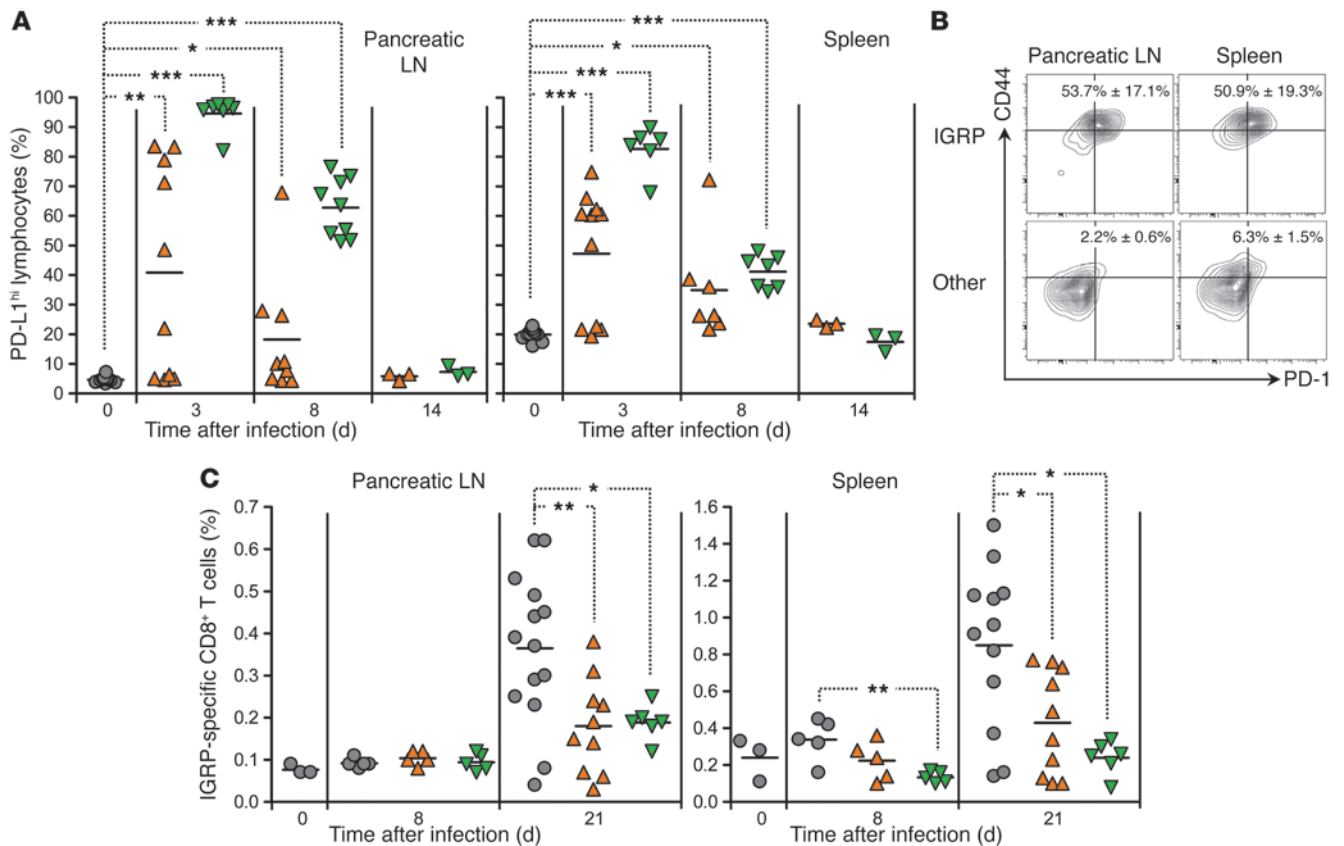 A
Pancreatic
LN
PD-L1hi lymphocytes (%)
100
90
80
70
60
50
40
30
20
10
0
***
*
***
**
0
3
8
14
Time after infection (d)
Spleen
***
*
***
***
0
3
8
14
Time after infection (d)
B
Pancreatic LN
Spleen
CD44
IGRP
53.7% ± 17.1%
50.9% ± 19.3%
Other
2.2% ± 0.6%
6.3% ± 1.5%
PD-1
C
Pancreatic LN
IGRP-specific CD8+ T cells (%)
0.7
0.6
0.5
0.4
0.3
0.2
0.1
0.0
*
**
0
8
21
Time after infection (d)
Spleen
1.6
1.4
1.2
1.0
0.8
0.6
0.4
0.2
0.0
**
*
*
0
8
21
Time after infection (d)